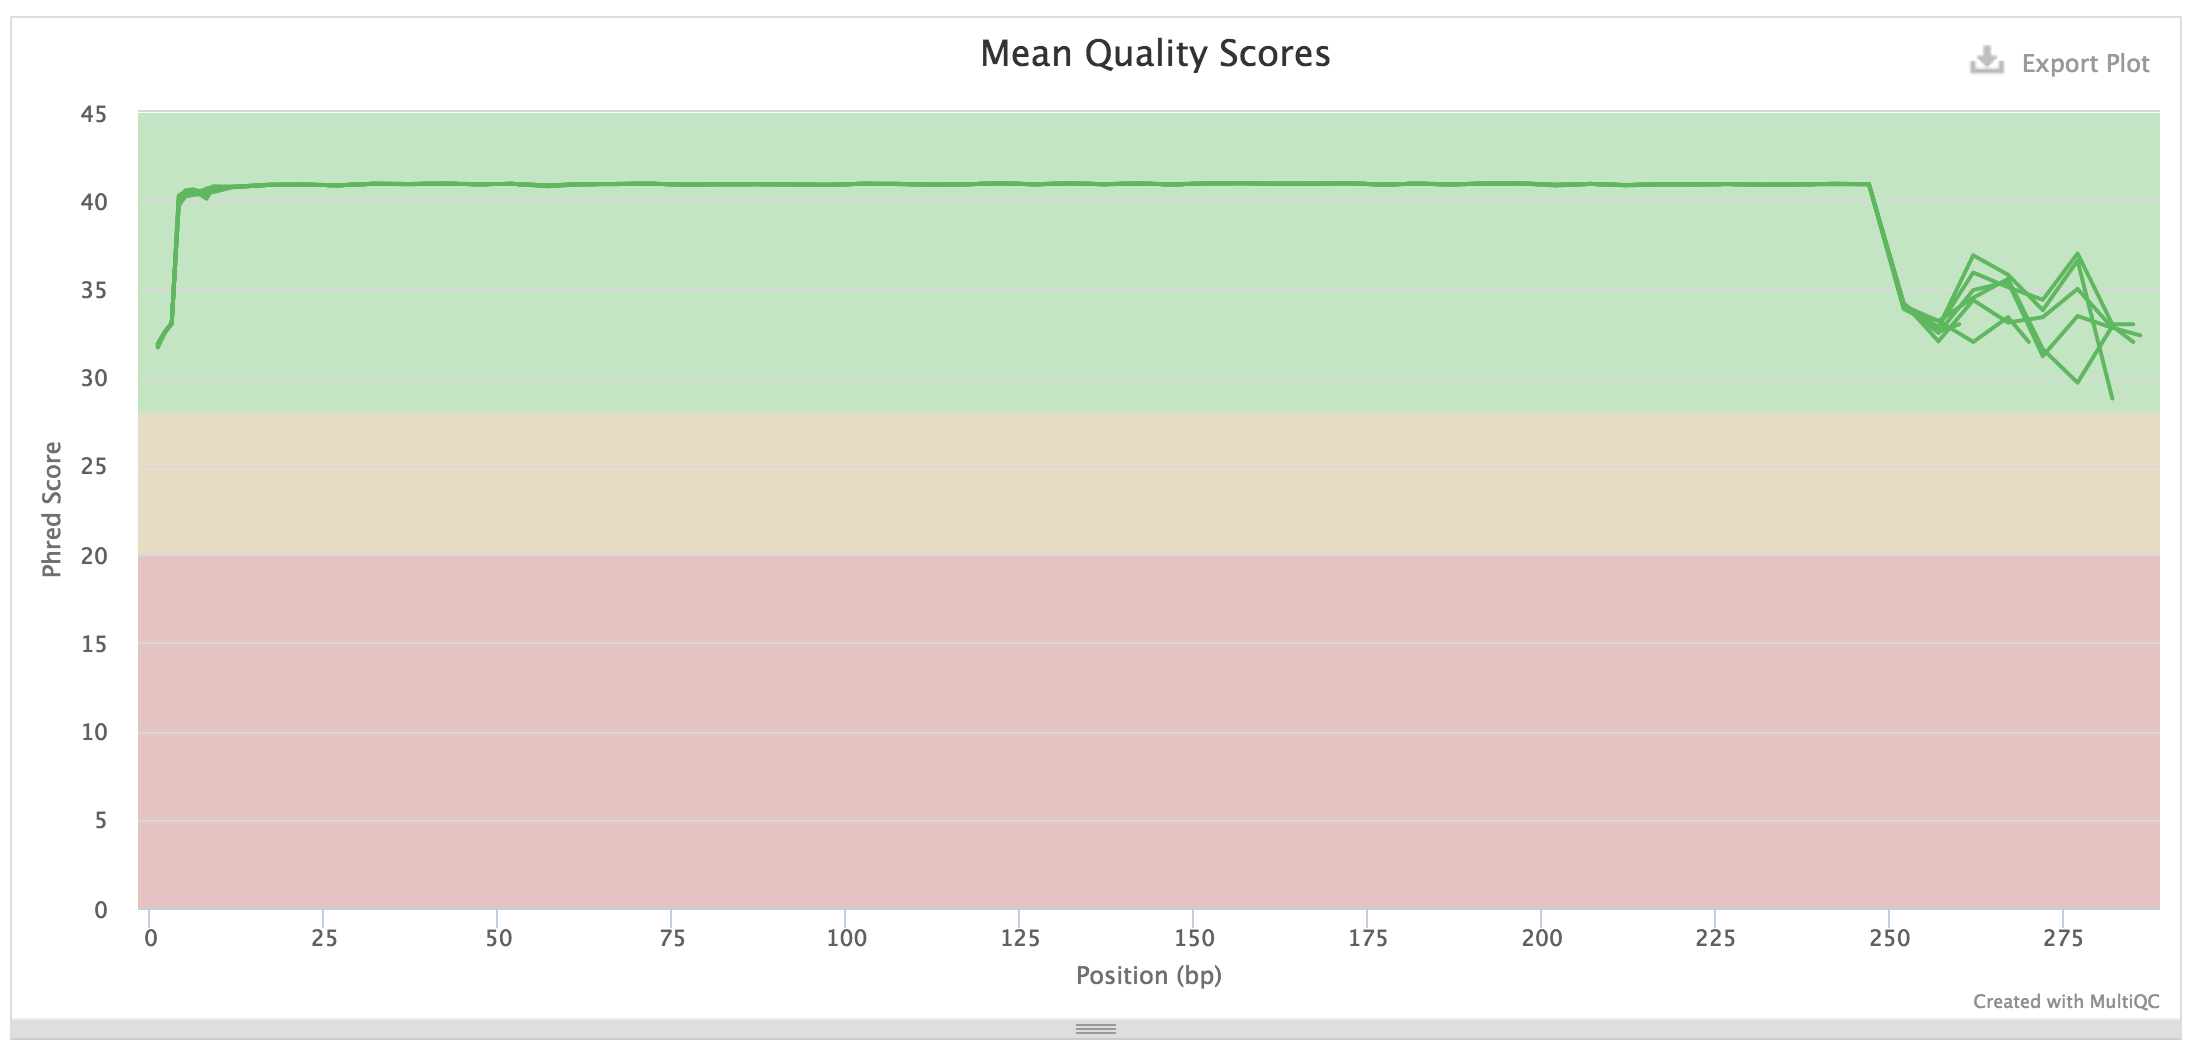 Mean Quality Scores
Export Plot
45
40
35
30
25
20
15
10
5
0
Phred Score
0 25 50 75 100 125 150 175 200 225 250 275
Position (bp)
Created with MultiQC